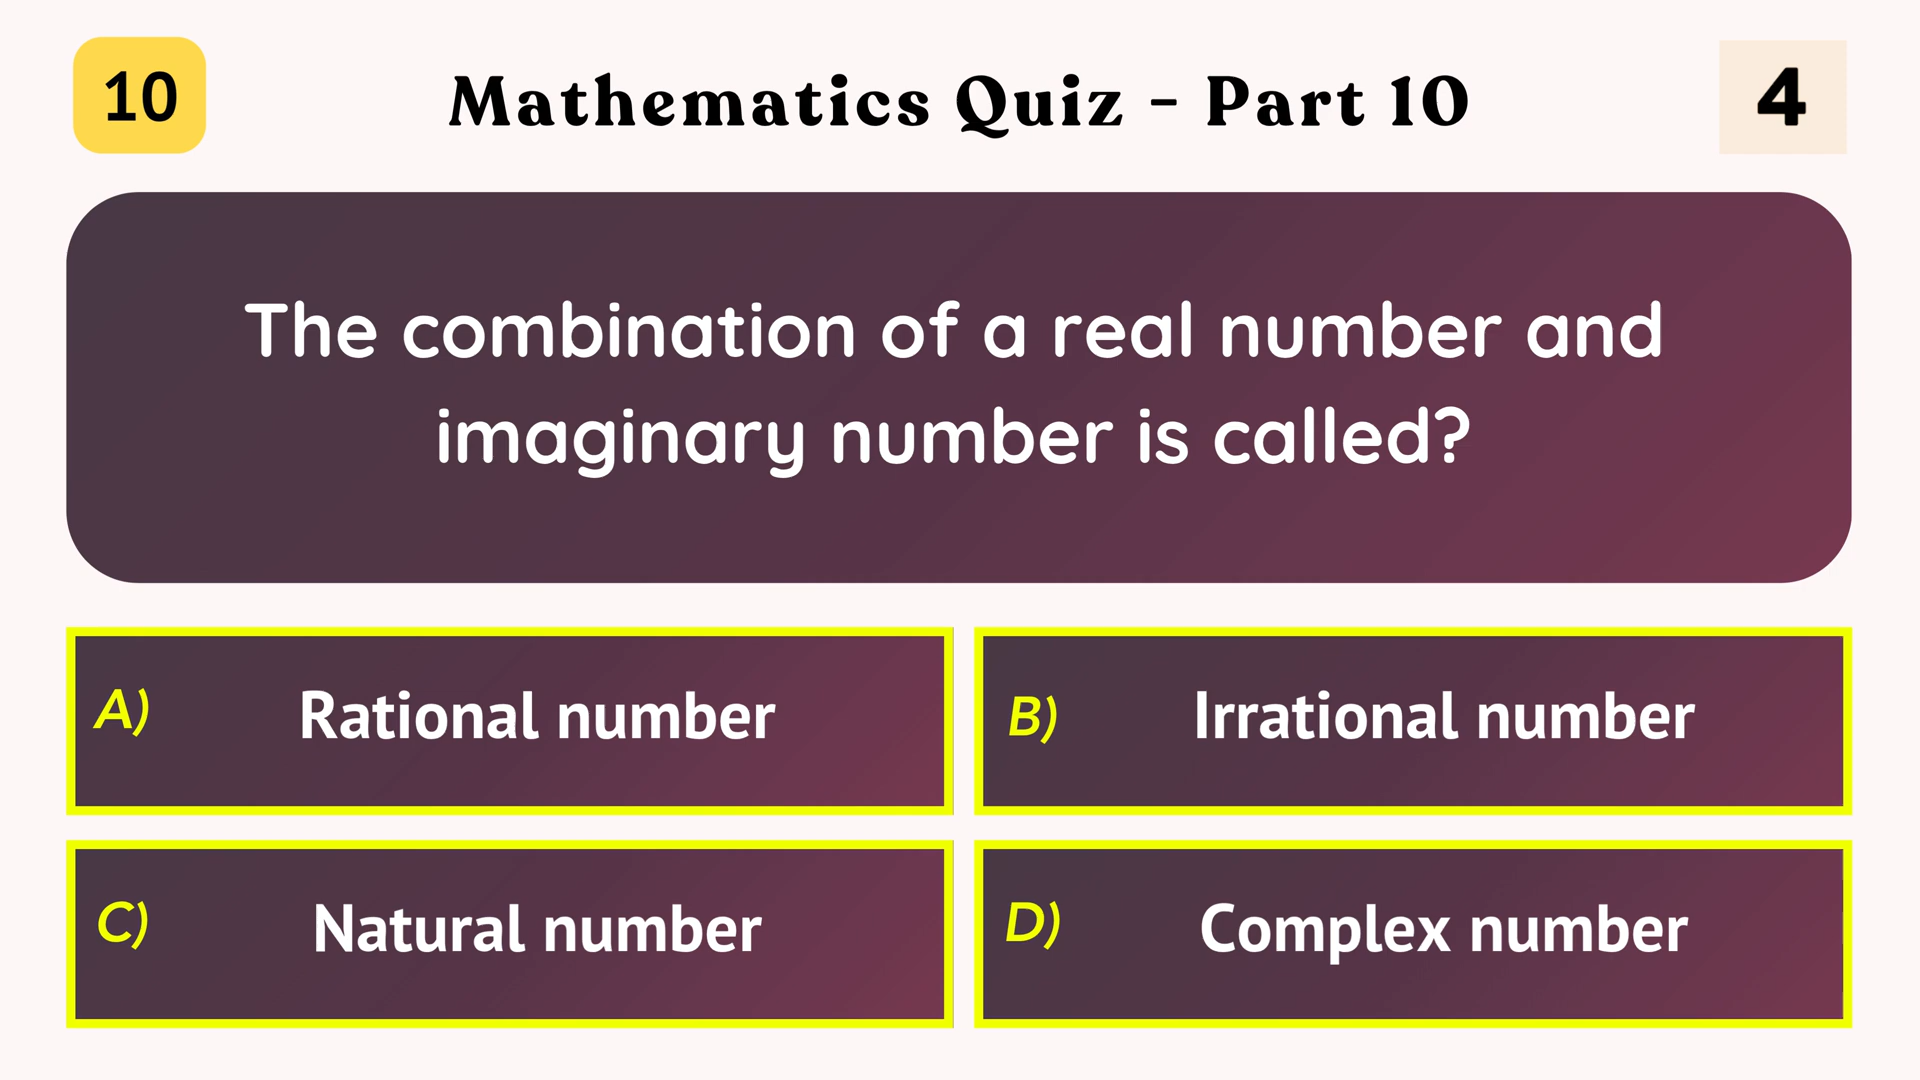 10
Mathematics Quiz - Part 10
4
The combination of a real number and
imaginary number is called?
A) Rational number
B) Irrational number
C) Natural number
D) Complex number